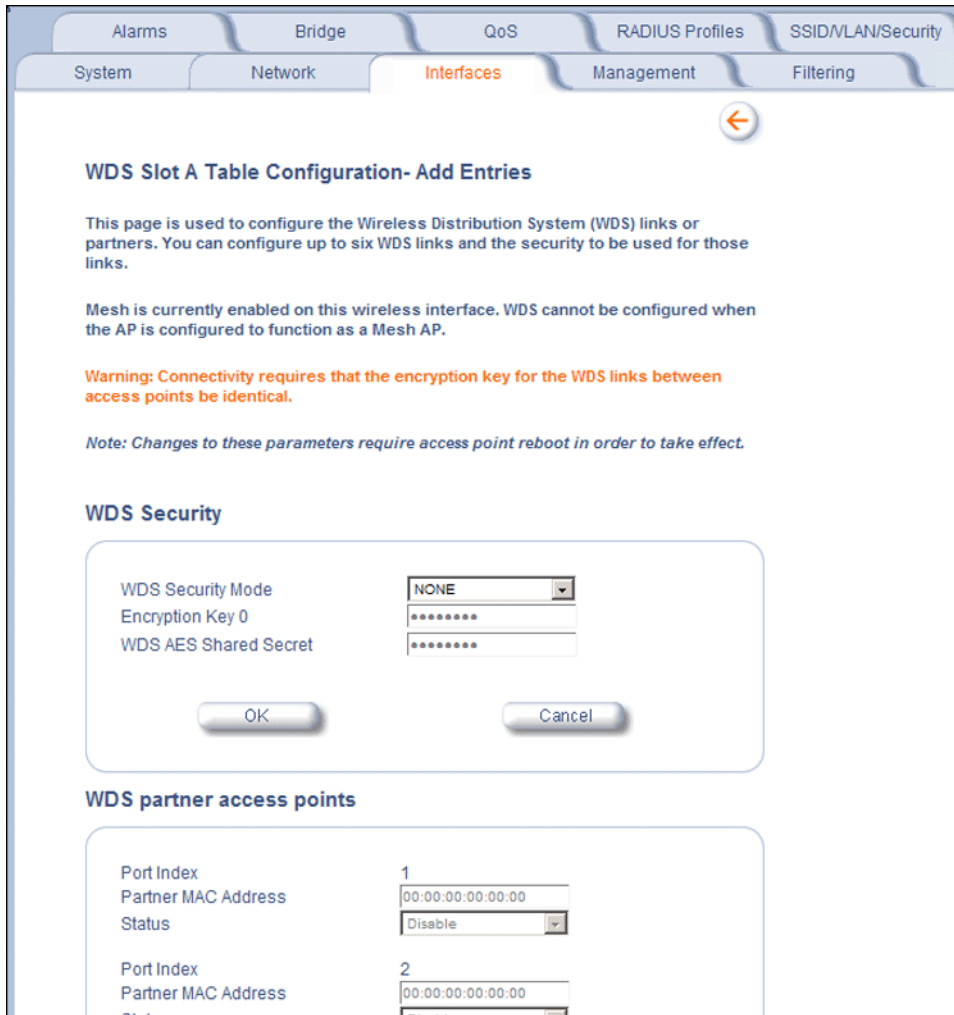 Alarms Bridge QoS RADIUS Profiles SSID/VLAN/Security
System Network Interfaces Management Filtering
WDS Slot A Table Configuration- Add Entries
This page is used to configure the Wireless Distribution System (WDS) links or
partners. You can configure up to six WDS links and the security to be used for those
links.
Mesh is currently enabled on this wireless interface. WDS cannot be configured when
the AP is configured to function as a Mesh AP.
Warning: Connectivity requires that the encryption key for the WDS links between
access points be identical.
Note: Changes to these parameters require access point reboot in order to take effect.
WDS Security
WDS Security Mode NONE
Encryption Key 0 ••••••••
WDS AES Shared Secret ••••••••
OK Cancel
WDS partner access points
Port Index 1
Partner MAC Address 00:00:00:00:00:00
Status Disable
Port Index 2
Partner MAC Address 00:00:00:00:00:00